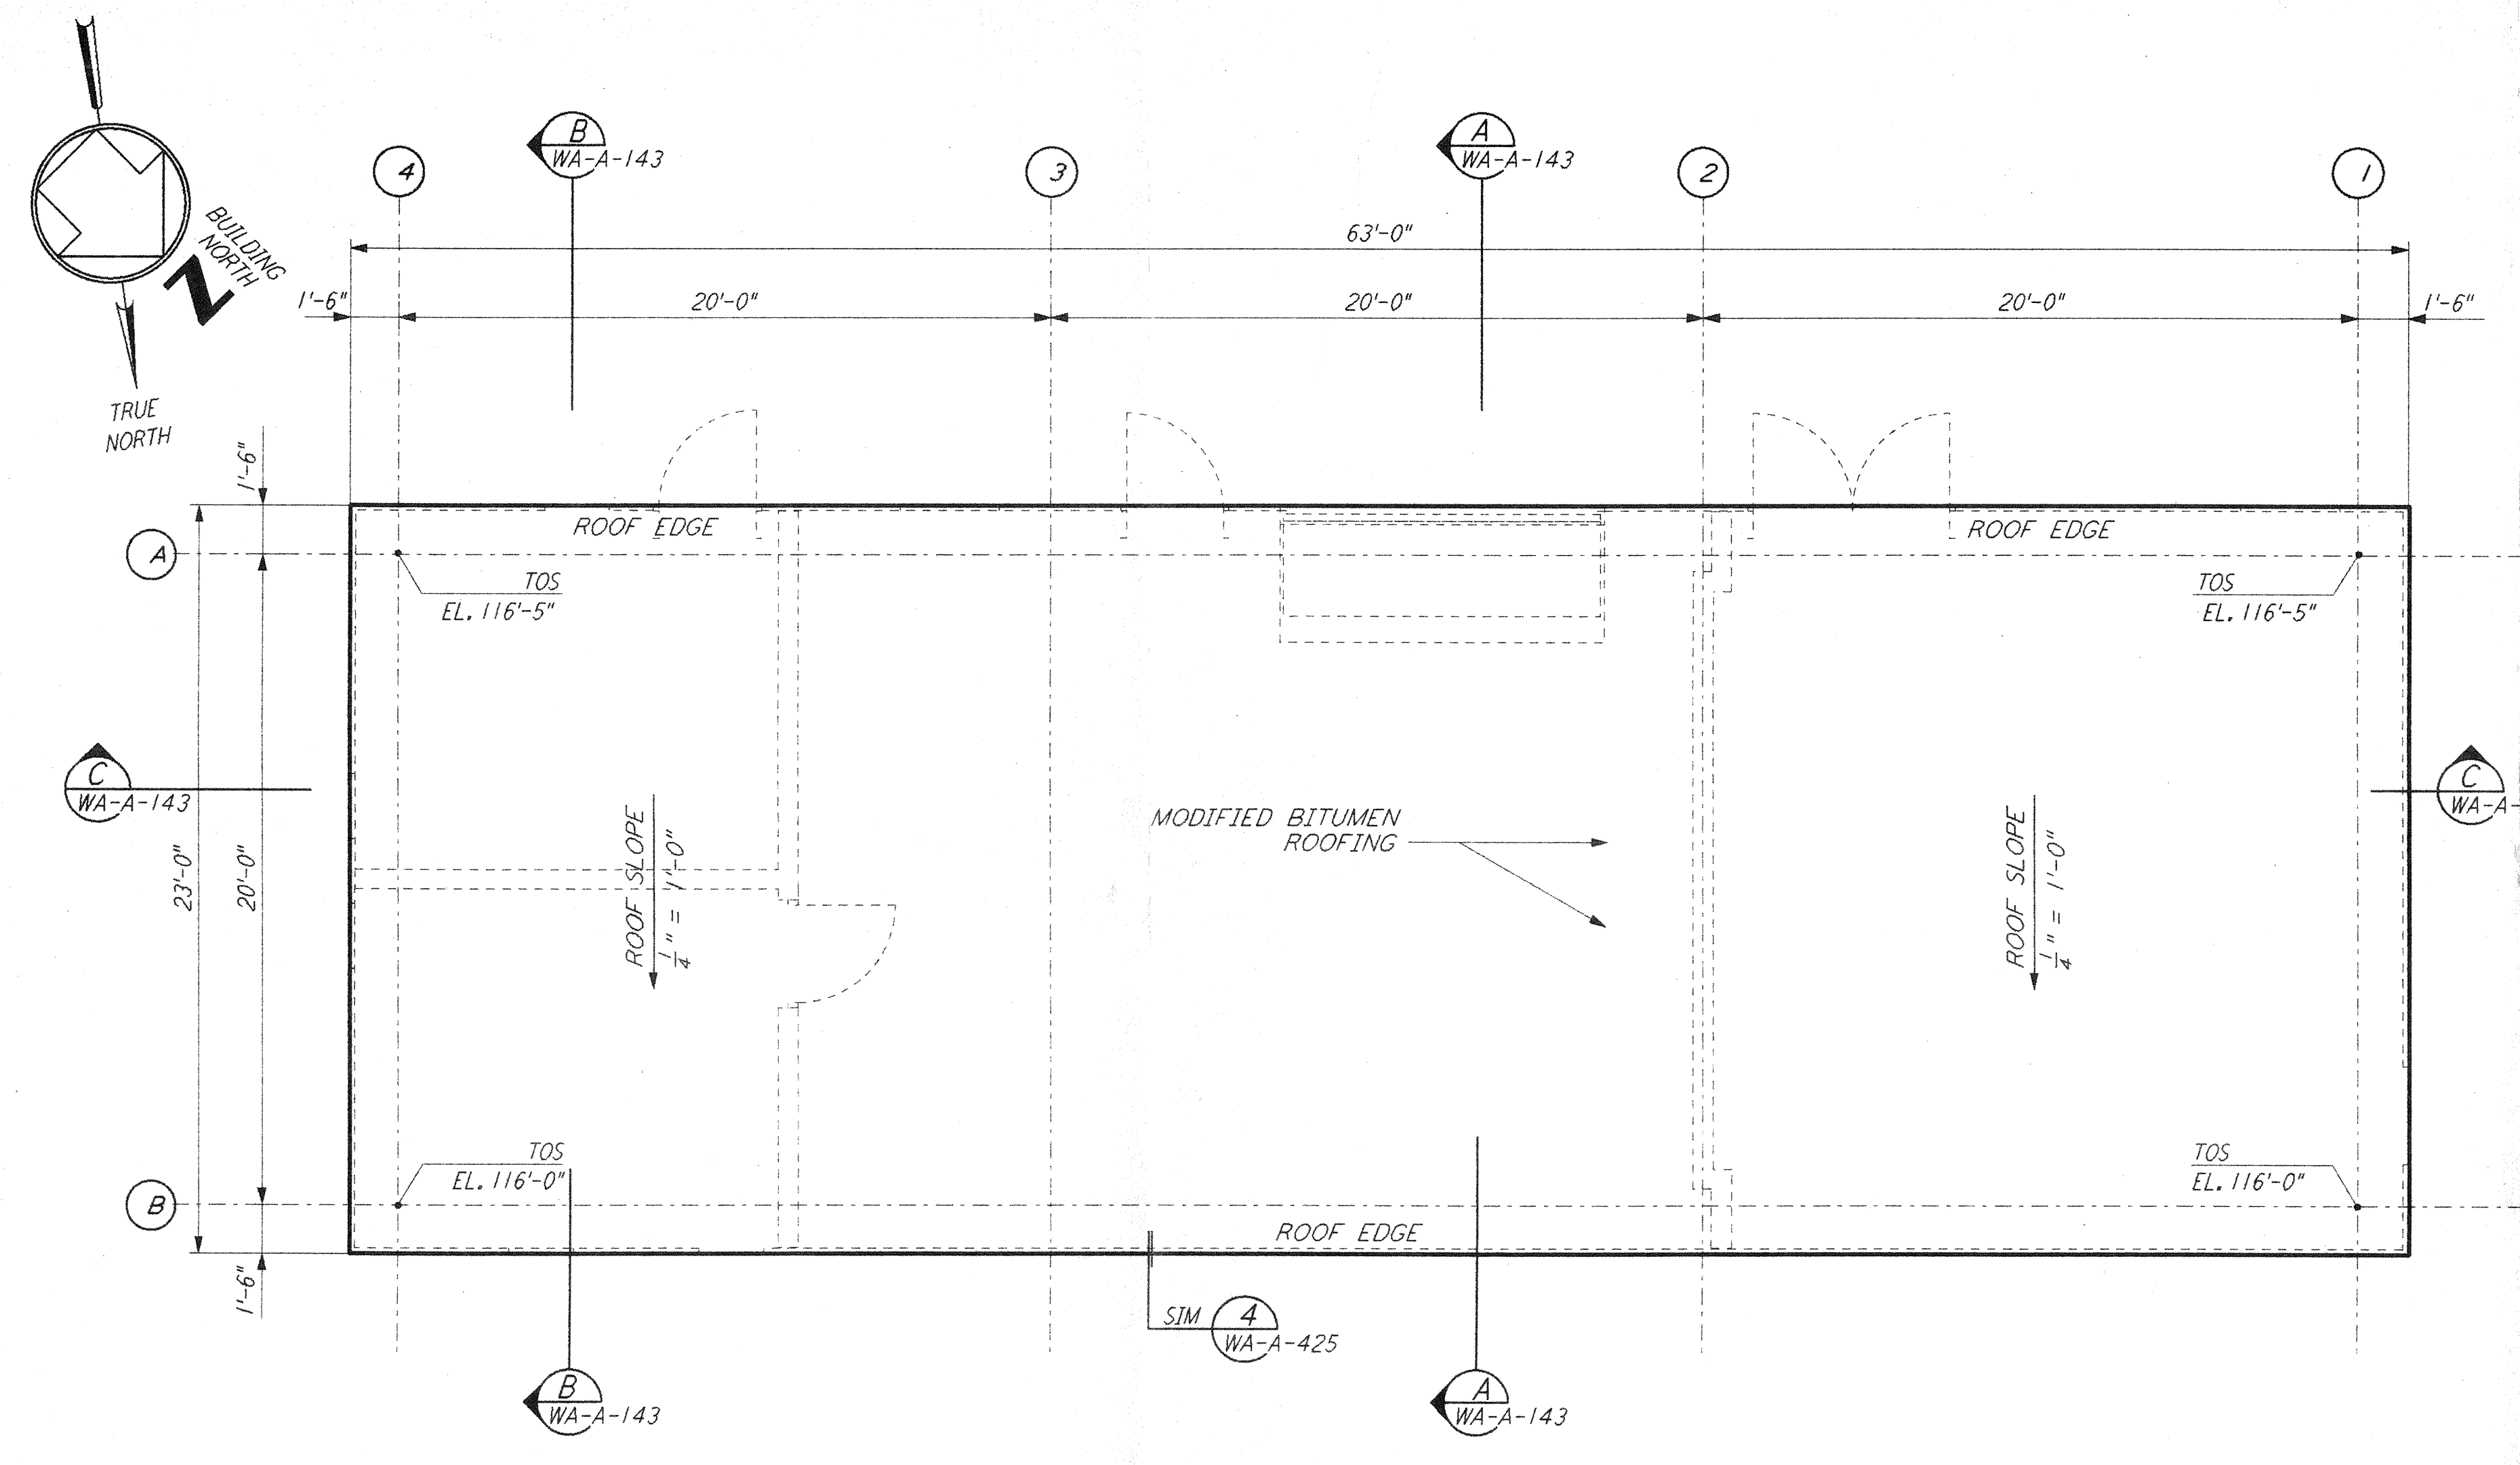 B
WA-A-143
A
WA-A-143
4
3
2
1
BUILDING
NORTH
N
TRUE
NORTH
63'-0"
1'-6"
20'-0"
20'-0"
20'-0"
1'-6"
1'-6"
ROOF EDGE
ROOF EDGE
A
TOS
EL. 116'-5"
TOS
EL. 116'-5"
C
WA-A-143
C
WA-A-
23'-0"
20'-0"
ROOF SLOPE
1/4" = 1'-0"
MODIFIED BITUMEN
ROOFING
ROOF SLOPE
1/4" = 1'-0"
TOS
EL. 116'-0"
TOS
EL. 116'-0"
B
ROOF EDGE
1'-6"
SIM
4
WA-A-425
B
WA-A-143
A
WA-A-143